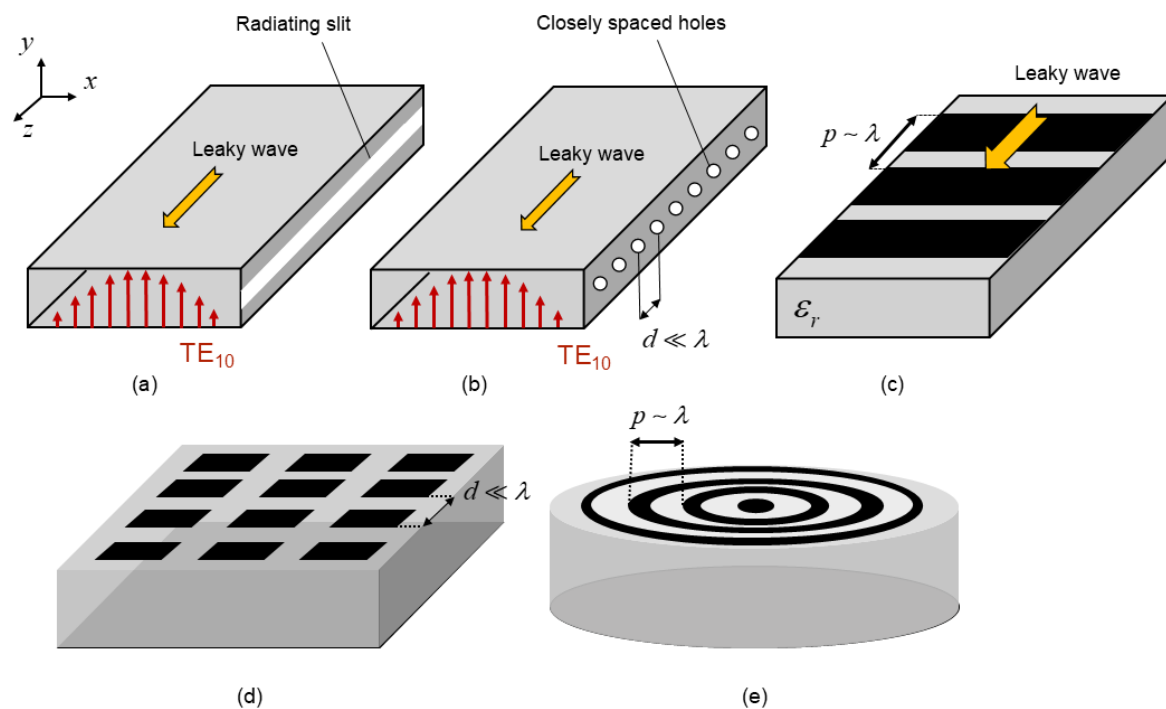 Radiating slit
Closely spaced holes
y
x
z
Leaky wave
Leaky wave
Leaky wave
p ~ λ
d ≪ λ
TE₁₀
TE₁₀
εᵣ
(a)
(b)
(c)
p ~ λ
d ≪ λ
(d)
(e)